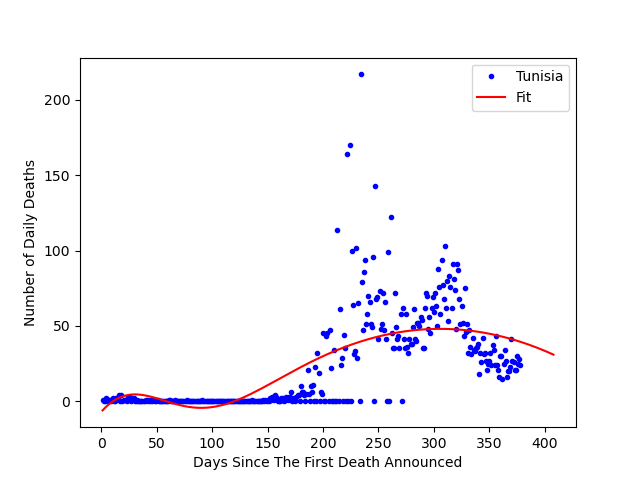 Tunisia
Fit
Number of Daily Deaths
200
150
100
50
0
0 50 100 150 200 250 300 350 400
Days Since The First Death Announced